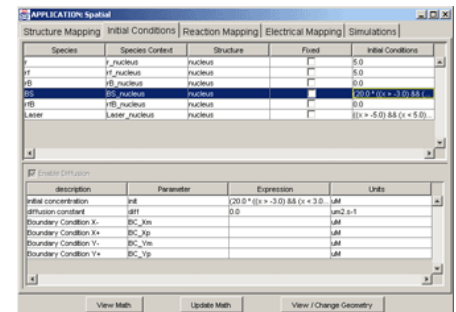 APPLICATION: Spatial
Structure Mapping Initial Conditions Reaction Mapping Electrical Mapping Simulations
Species Species Context Structure Fixed Initial Conditions
r r_nucleus nucleus 5.0
rf rf_nucleus nucleus 5.0
rB rB_nucleus nucleus 0.0
BS BS_nucleus nucleus (20.0 * ((x > -3.0) && (...
rfB rfB_nucleus nucleus 0.0
Laser Laser_nucleus nucleus ((x > -5.0) && (x < 5.0)...
Enable Diffusion
description Parameter Expression Units
initial concentration init (20.0 * ((x > -3.0) && (x < 3.0... uM
diffusion constant diff 0.0 um2.s-1
Boundary Condition X- BC_Xm uM
Boundary Condition X+ BC_Xp uM
Boundary Condition Y- BC_Ym uM
Boundary Condition Y+ BC_Yp uM
View Math Update Math View / Change Geometry